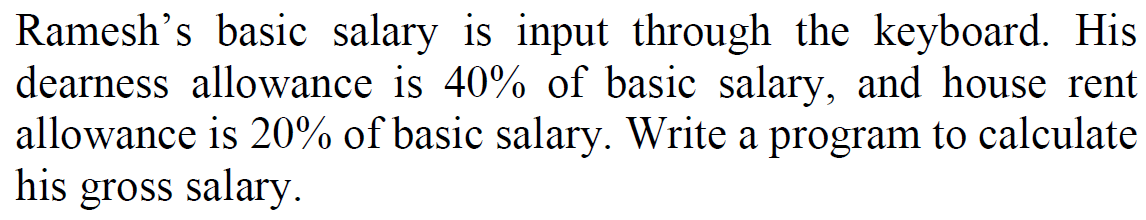 Ramesh’s basic salary is input through the keyboard. His
dearness allowance is 40% of basic salary, and house rent
allowance is 20% of basic salary. Write a program to calculate
his gross salary.